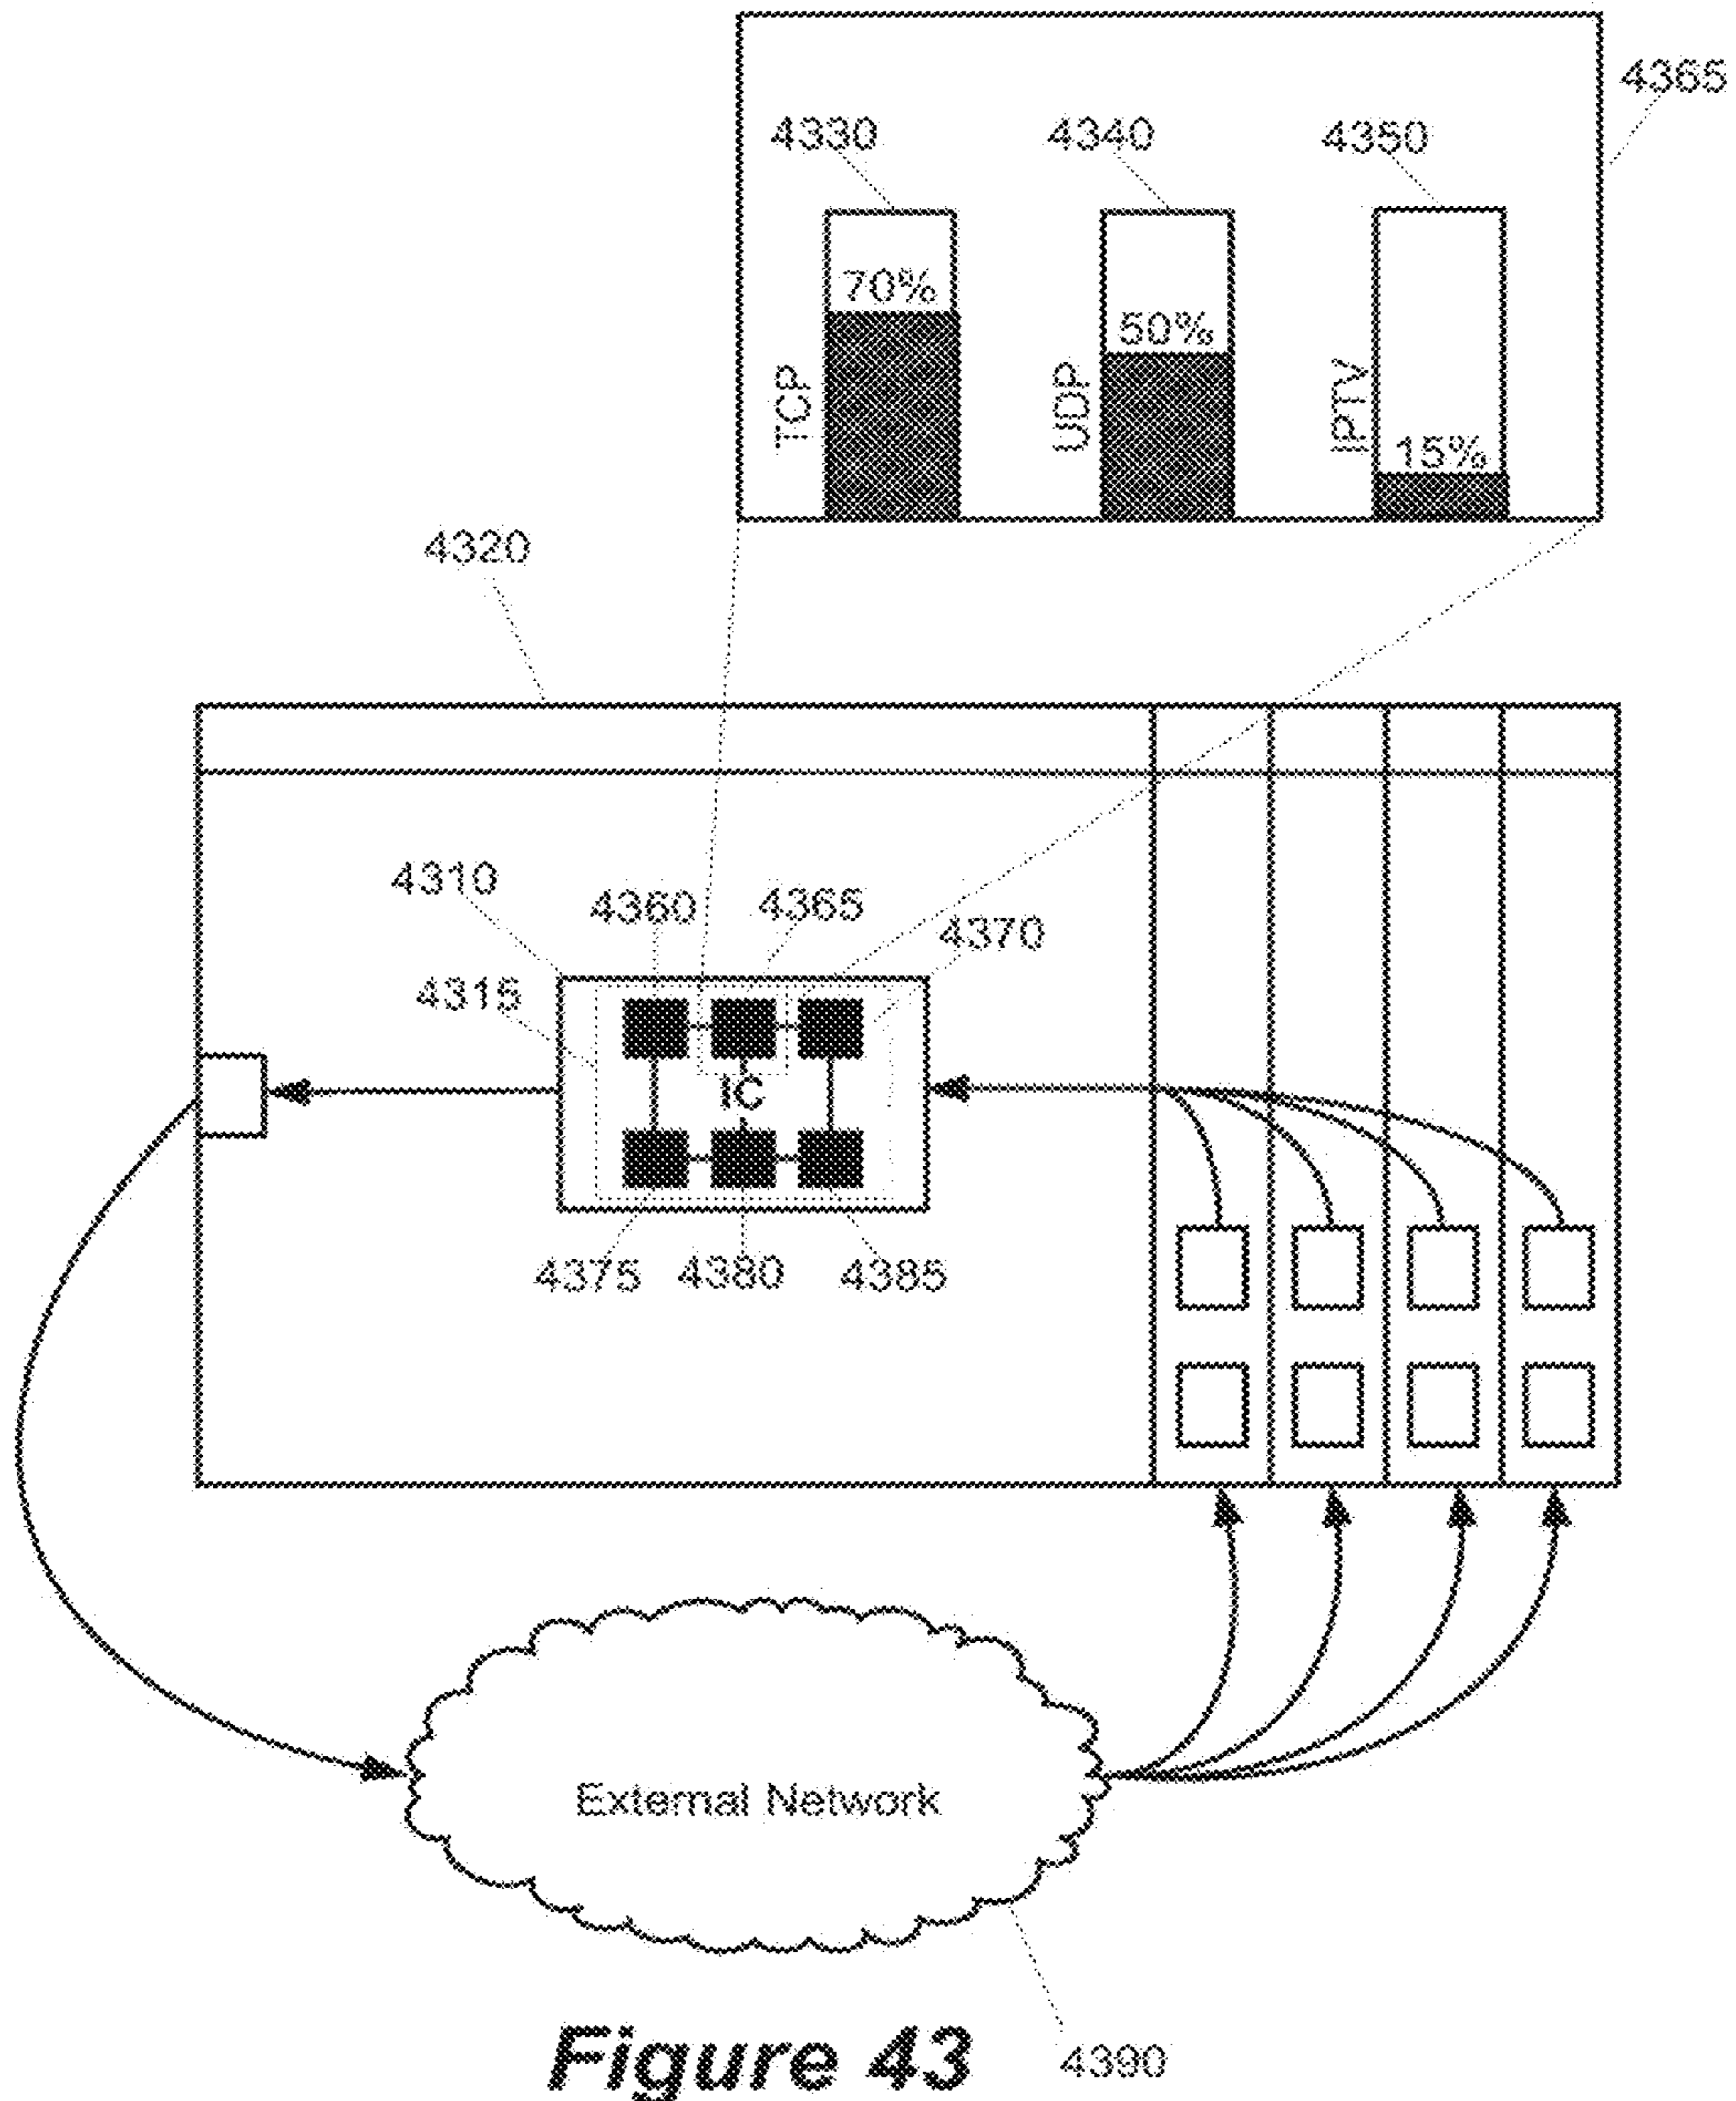 4365
4330 4340 4350
70%
50%
15%
TCP
UDP
IPTV
4320
4310
4360 4365
4370
4315
IC
4375 4380 4385
External Network
Figure 43
4390